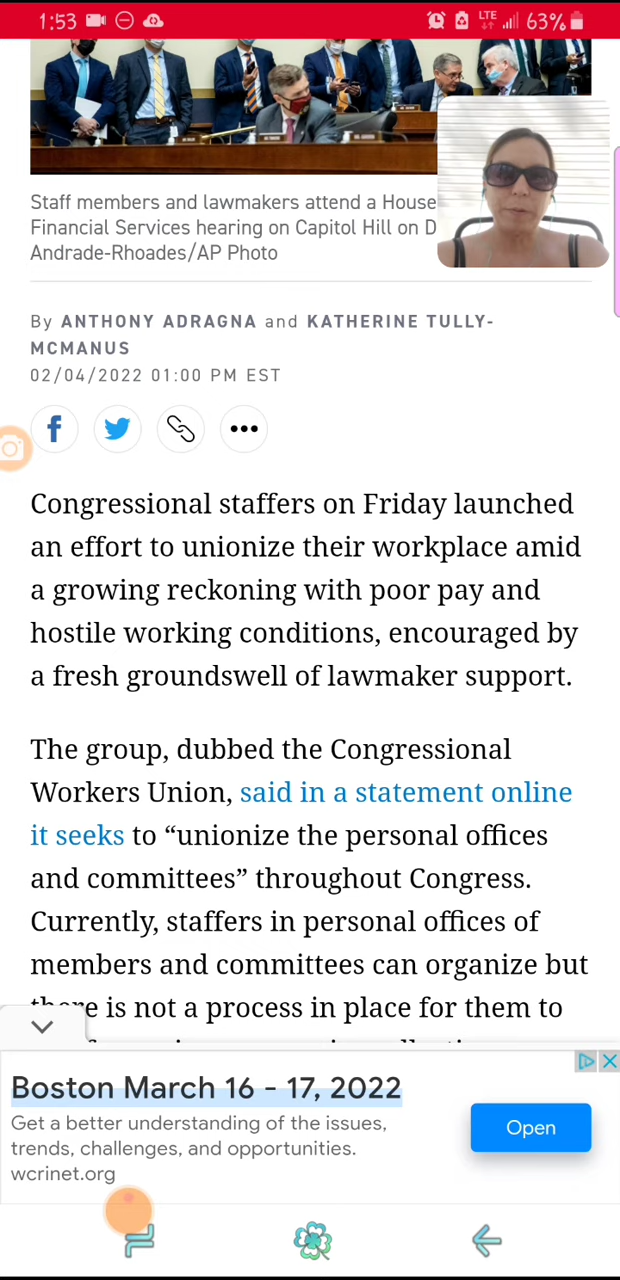 1:53
LTE
63%
Staff members and lawmakers attend a House
Financial Services hearing on Capitol Hill on D
Andrade-Rhoades/AP Photo
By ANTHONY ADRAGNA and KATHERINE TULLY-
MCMANUS
02/04/2022 01:00 PM EST
Congressional staffers on Friday launched
an effort to unionize their workplace amid
a growing reckoning with poor pay and
hostile working conditions, encouraged by
a fresh groundswell of lawmaker support.
The group, dubbed the Congressional
Workers Union, said in a statement online
it seeks to “unionize the personal offices
and committees” throughout Congress.
Currently, staffers in personal offices of
members and committees can organize but
there is not a process in place for them to
Boston March 16 - 17, 2022
Get a better understanding of the issues,
trends, challenges, and opportunities.
wcrinet.org
Open